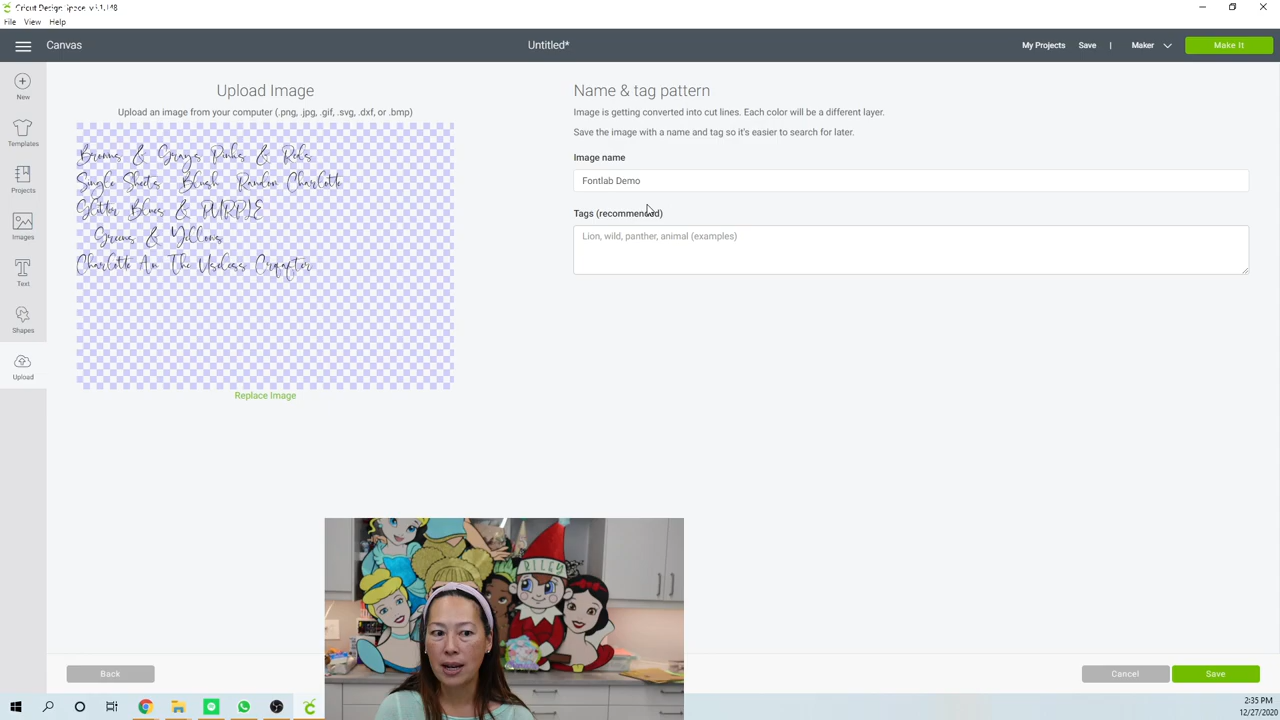 Cricut Design Space v6.1.148
File View Help
Canvas
Untitled*
My Projects Save | Maker Make It
New
Templates
Projects
Images
Text
Shapes
Upload
Upload Image
Upload an image from your computer (.png, .jpg, .gif, .svg, .dxf, or .bmp)
Browns & Grays Pinks & Reds
Single Sheets Blush Random Charlotte
Glitter Blues & PURPLE
Greens & Yellows
Charlotte An The Useless Crqafter
Replace Image
Name & tag pattern
Image is getting converted into cut lines. Each color will be a different layer.
Save the image with a name and tag so it's easier to search for later.
Image name
Fontlab Demo
Tags (recommended)
Lion, wild, panther, animal (examples)
RILEY
Back
Cancel Save
2:35 PM
12/27/2020